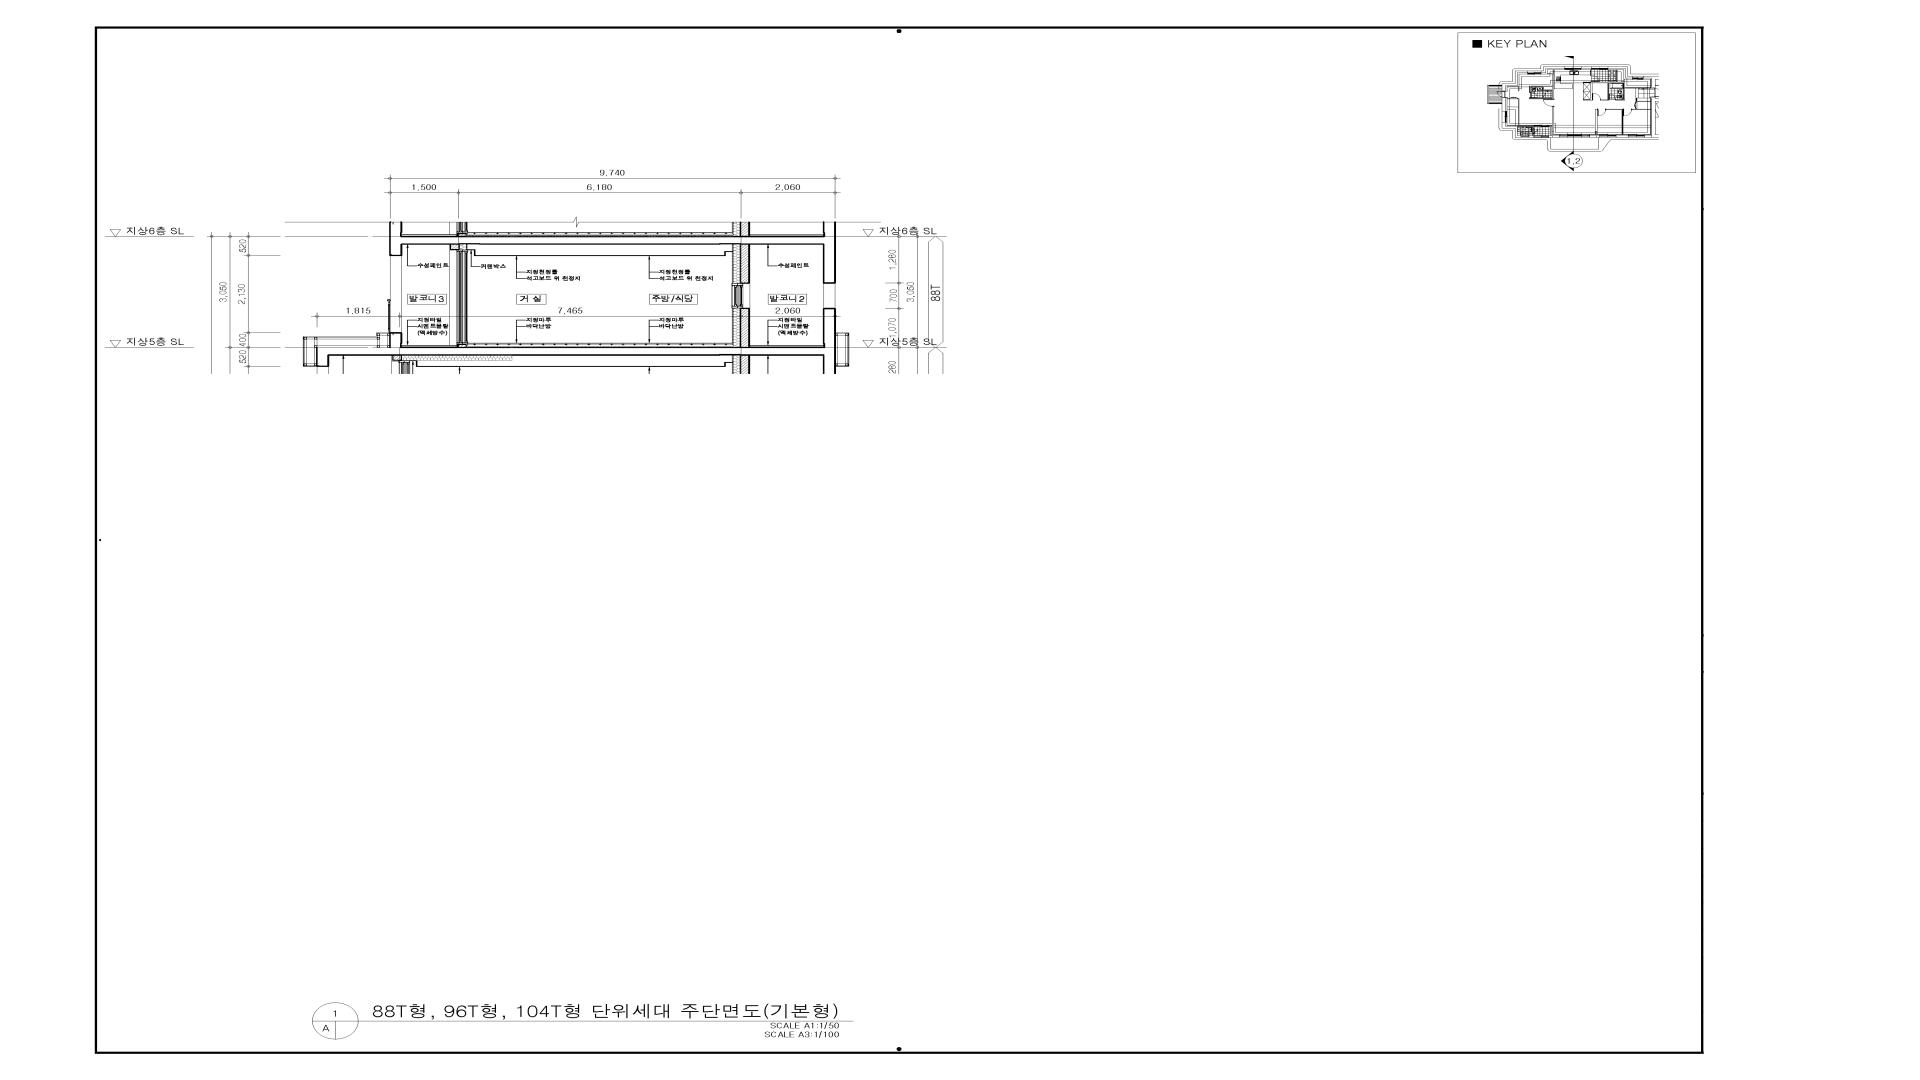 ■ KEY PLAN
1,2
9,740
1,500
6,180
2,060
지상6층 SL
지상6층 SL
520
수성페인트
커텐박스
지정천정틀
석고보드 위 천정지
지정천정틀
석고보드 위 천정지
수성페인트
1,260
3,050
2,130
발코니3
거 실
주방/식당
발코니2
700
3,050
88T
1,815
7,465
2,060
지정타일
시멘트몰탈
(액체방수)
지정마루
바닥난방
지정마루
바닥난방
지정타일
시멘트몰탈
(액체방수)
1,070
400
지상5층 SL
지상5층 SL
520
260
1
A
88T형, 96T형, 104T형 단위세대 주단면도(기본형)
SCALE A1:1/50
SCALE A3:1/100